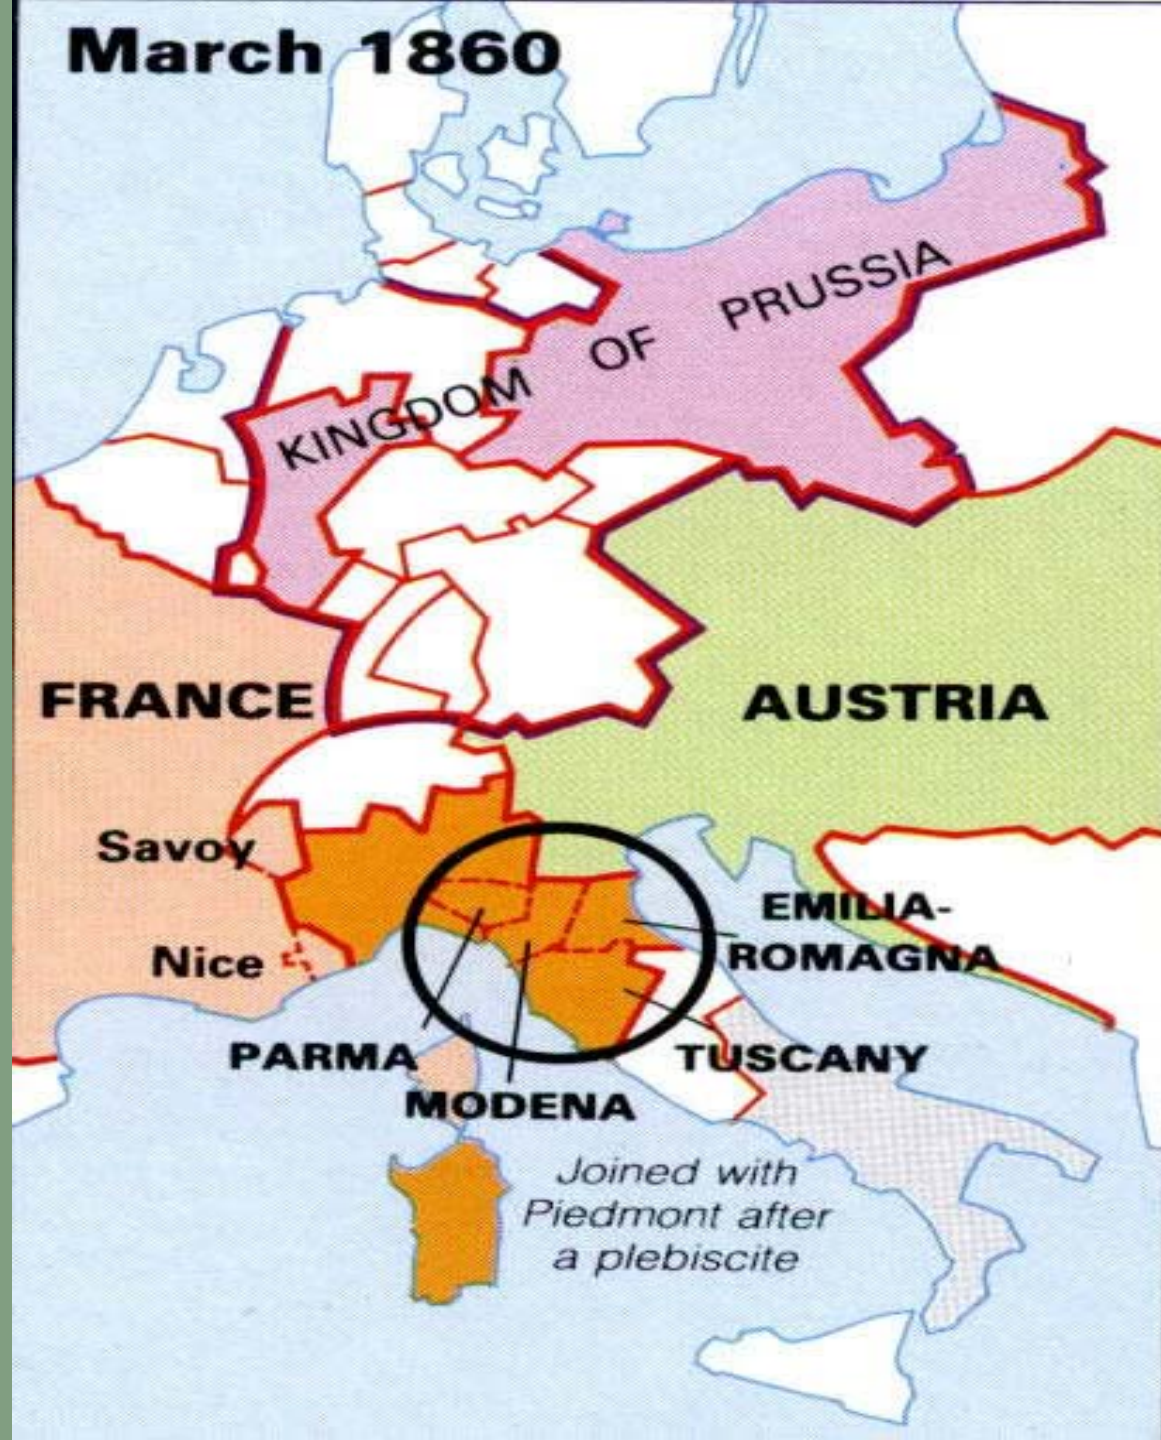 March 1860
KINGDOM OF PRUSSIA
FRANCE
AUSTRIA
Savoy
EMILIA-
ROMAGNA
Nice
PARMA
TUSCANY
MODENA
Joined with
Piedmont after
a plebiscite